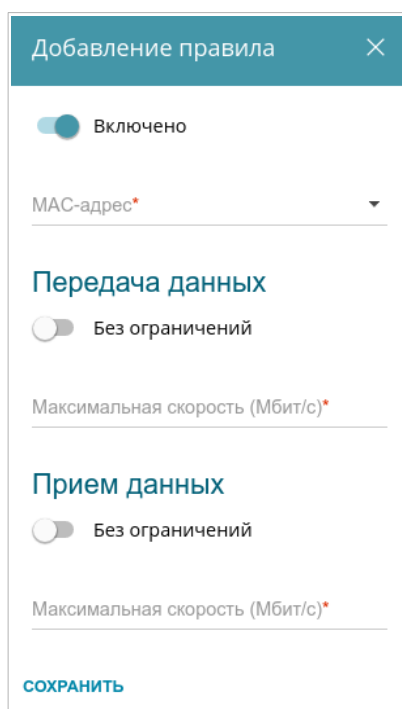 Добавление правила
Включено
MAC-адрес*
Передача данных
Без ограничений
Максимальная скорость (Мбит/с)*
Прием данных
Без ограничений
Максимальная скорость (Мбит/с)*
СОХРАНИТЬ